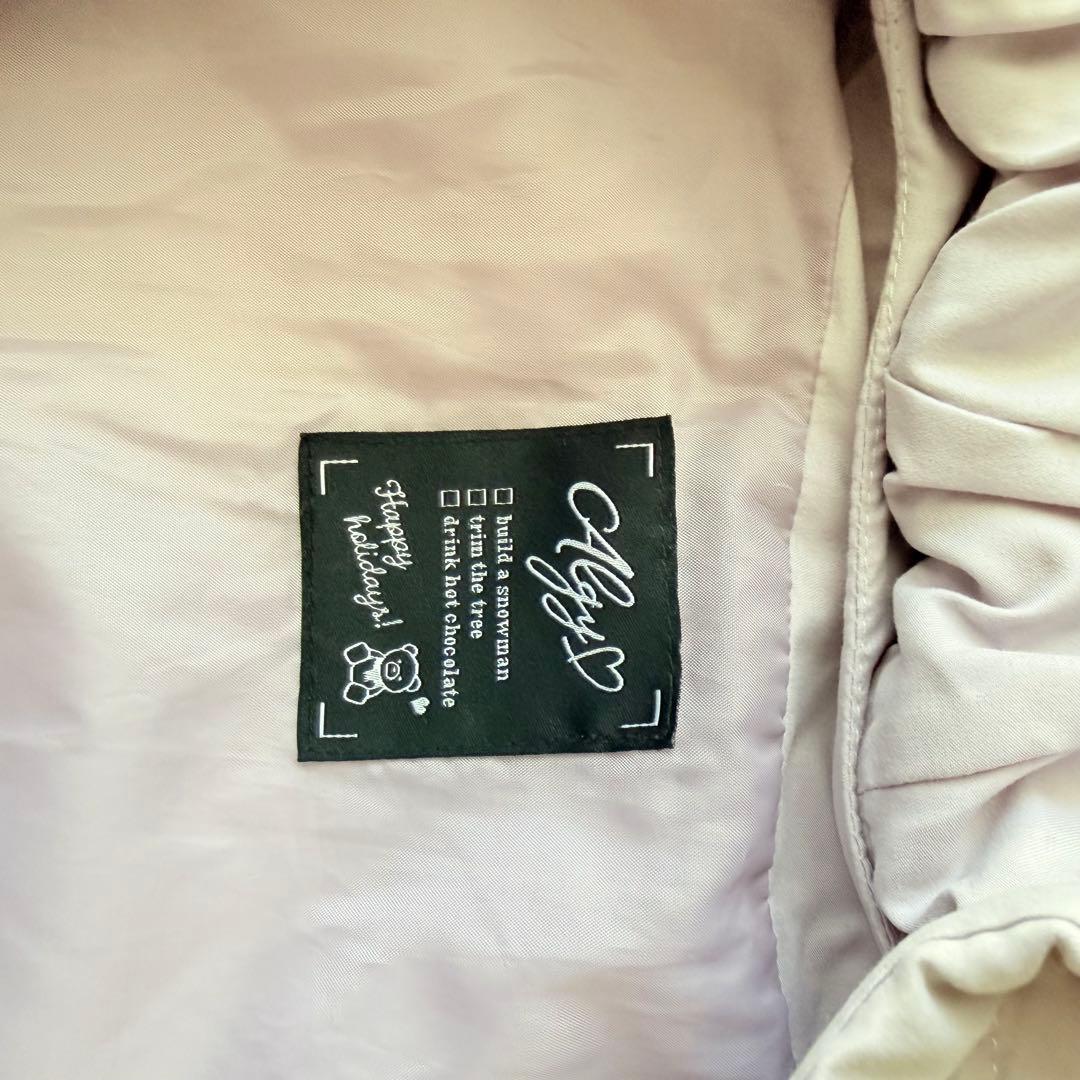 Algy
☐ build a snowman
☐ trim the tree
☐ drink hot chocolate
Happy
holidays!